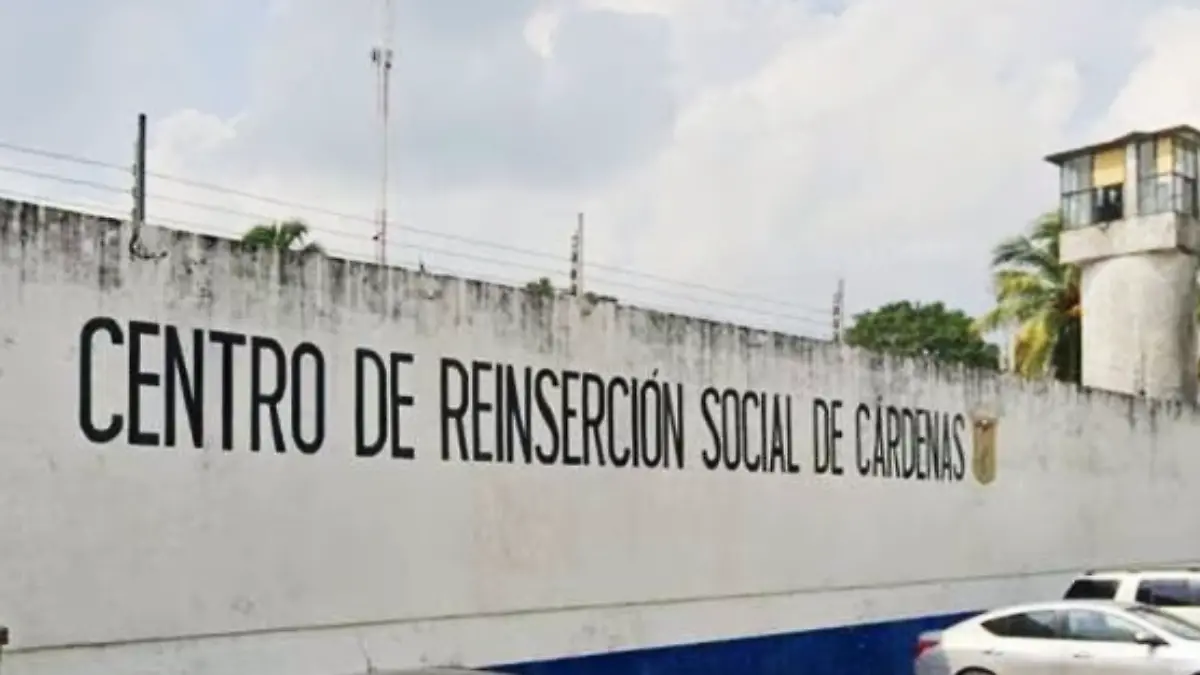 CENTRO DE REINSERCIÓN SOCIAL DE CÁRDENAS